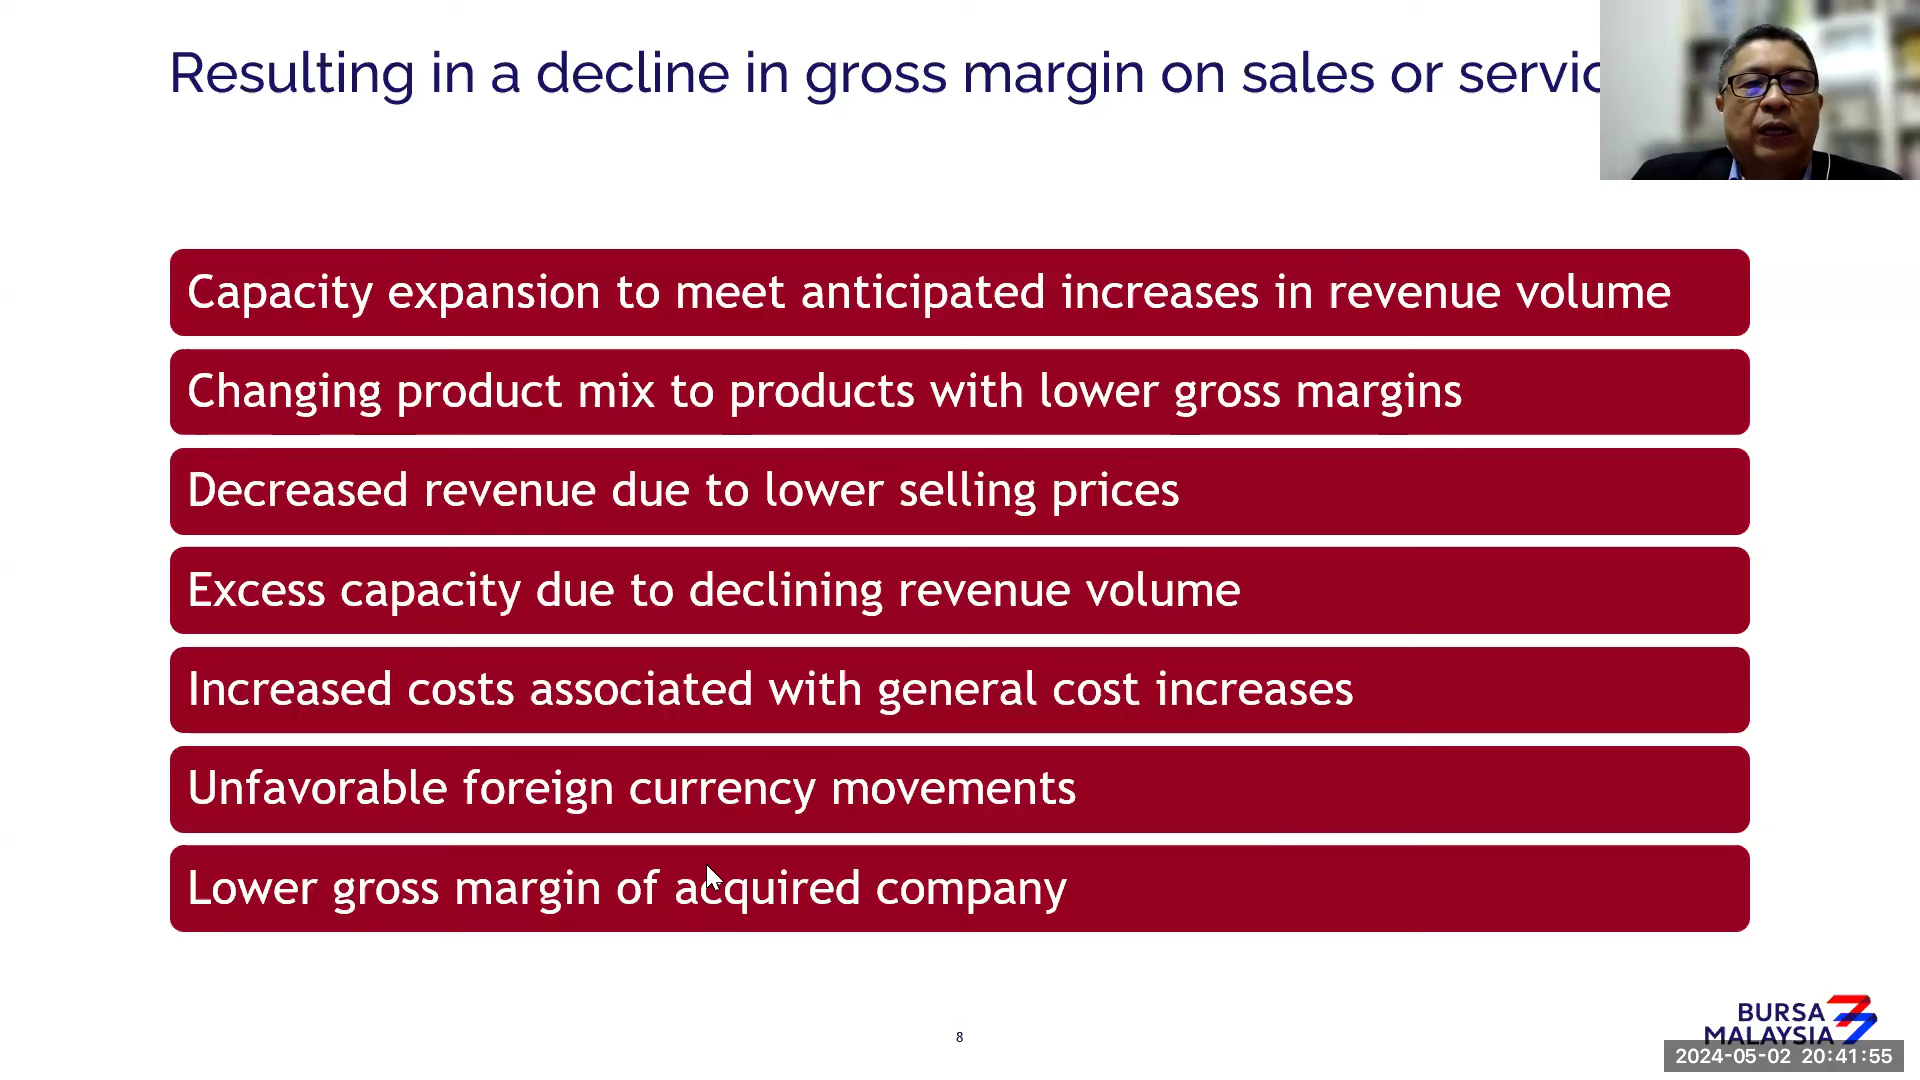 Resulting in a decline in gross margin on sales or servic
Capacity expansion to meet anticipated increases in revenue volume
Changing product mix to products with lower gross margins
Decreased revenue due to lower selling prices
Excess capacity due to declining revenue volume
Increased costs associated with general cost increases
Unfavorable foreign currency movements
Lower gross margin of acquired company
BURSA
MALAYSIA
8
2024-05-02 20:41:55